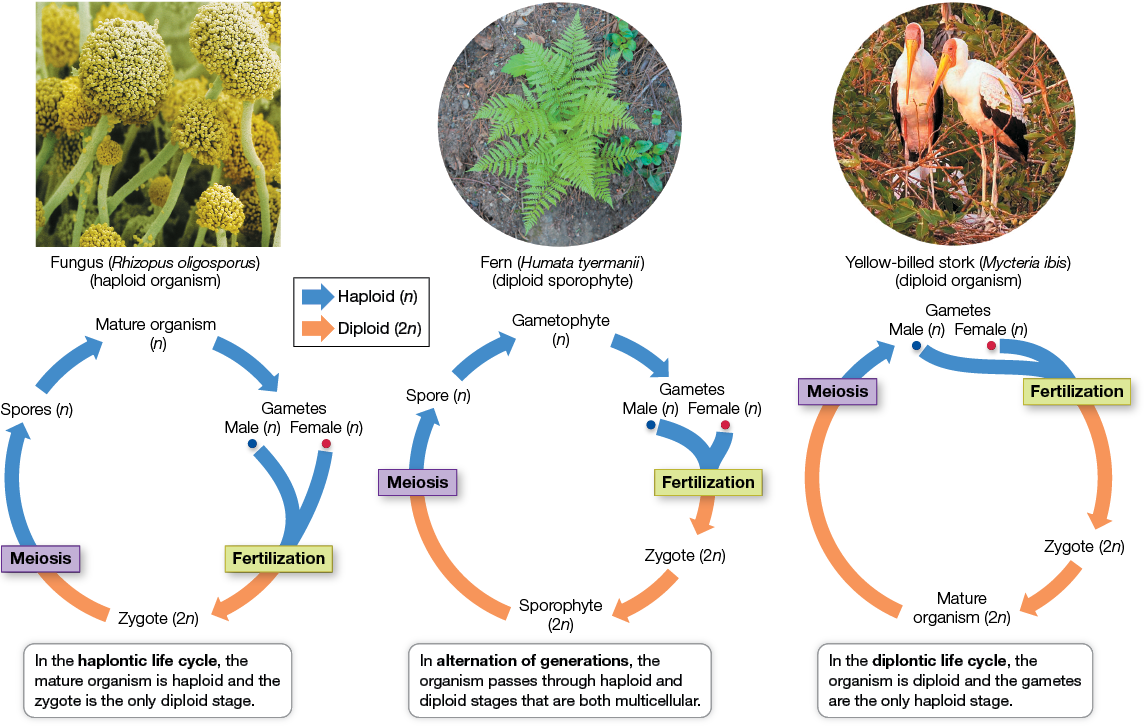 Fungus (Rhizopus oligosporus)
(haploid organism)
Fern (Humata tyermanii)
(diploid sporophyte)
Yellow-billed stork (Mycteria ibis)
(diploid organism)
Haploid (n)
Diploid (2n)
Mature organism
(n)
Spores (n)
Gametes
Male (n) Female (n)
Meiosis
Fertilization
Zygote (2n)
In the haplontic life cycle, the
mature organism is haploid and the
zygote is the only diploid stage.
Gametophyte
(n)
Spore (n)
Gametes
Male (n) Female (n)
Meiosis
Fertilization
Zygote (2n)
Sporophyte
(2n)
In alternation of generations, the
organism passes through haploid and
diploid stages that are both multicellular.
Gametes
Male (n) Female (n)
Meiosis
Fertilization
Zygote (2n)
Mature
organism (2n)
In the diplontic life cycle, the
organism is diploid and the gametes
are the only haploid stage.